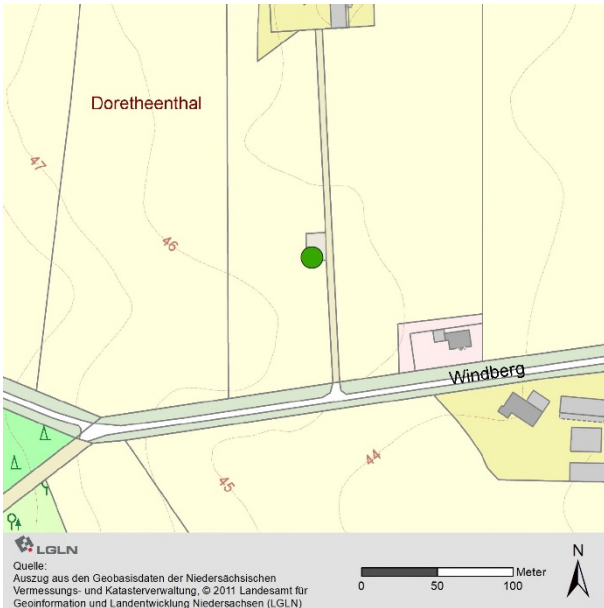 Doretheenthal
47
46
Windberg
45
44
LGLN
Quelle:
Auszug aus den Geobasisdaten der Niedersächsischen
Vermessungs- und Katasterverwaltung, © 2011 Landesamt für
Geoinformation und Landentwicklung Niedersachsen (LGLN)
Meter
0 50 100
N